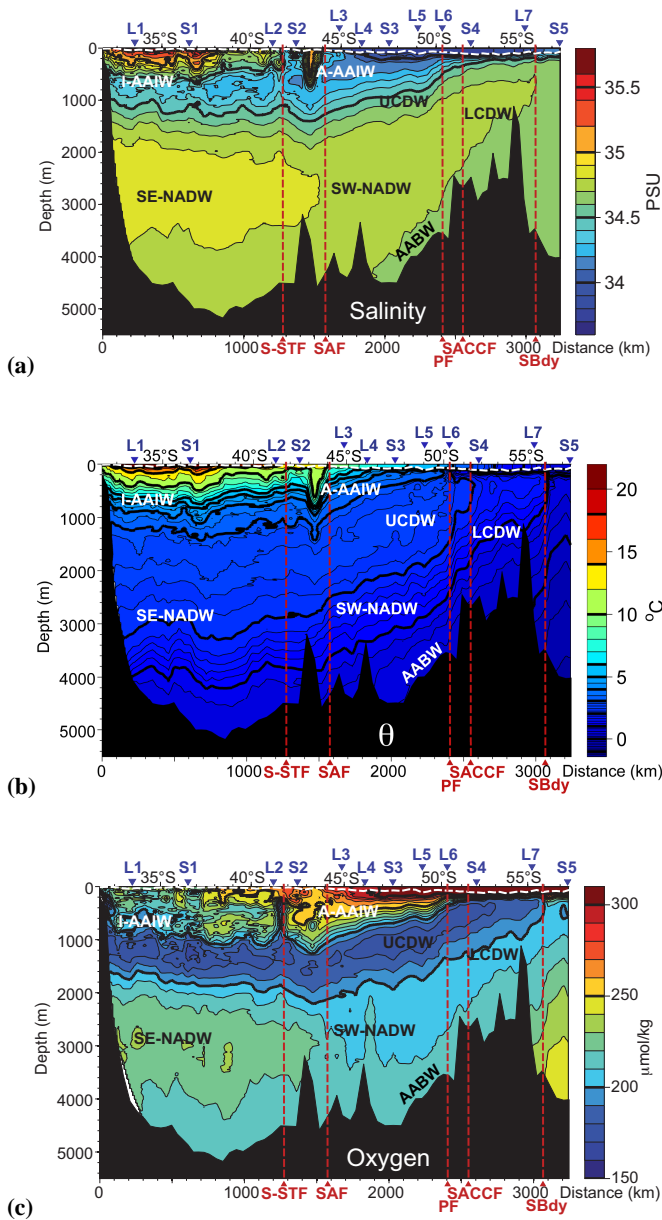 L1 S1 L2 S2 L3 L4 S3 L5 L6 S4 L7 S5
35°S 40°S 45°S 50°S 55°S
0
1000
2000
3000
4000
5000
Depth (m)
I-AAIW
A-AAIW
UCDW
LCDW
SE-NADW
SW-NADW
AABW
Salinity
35.5
35
34.5
34
PSU
0 1000 2000 3000 Distance (km)
S-STF SAF PF SACCF SBdy
(a)
L1 S1 L2 S2 L3 L4 S3 L5 L6 S4 L7 S5
35°S 40°S 45°S 50°S 55°S
0
1000
2000
3000
4000
5000
Depth (m)
I-AAIW
A-AAIW
UCDW
LCDW
SE-NADW
SW-NADW
AABW
θ
20
15
10
5
0
°C
0 1000 2000 3000 Distance (km)
S-STF SAF PF SACCF SBdy
(b)
L1 S1 L2 S2 L3 L4 S3 L5 L6 S4 L7 S5
35°S 40°S 45°S 50°S 55°S
0
1000
2000
3000
4000
5000
Depth (m)
I-AAIW
A-AAIW
UCDW
LCDW
SE-NADW
SW-NADW
AABW
Oxygen
300
250
200
150
μmol/kg
0 1000 2000 3000 Distance (km)
S-STF SAF PF SACCF SBdy
(c)